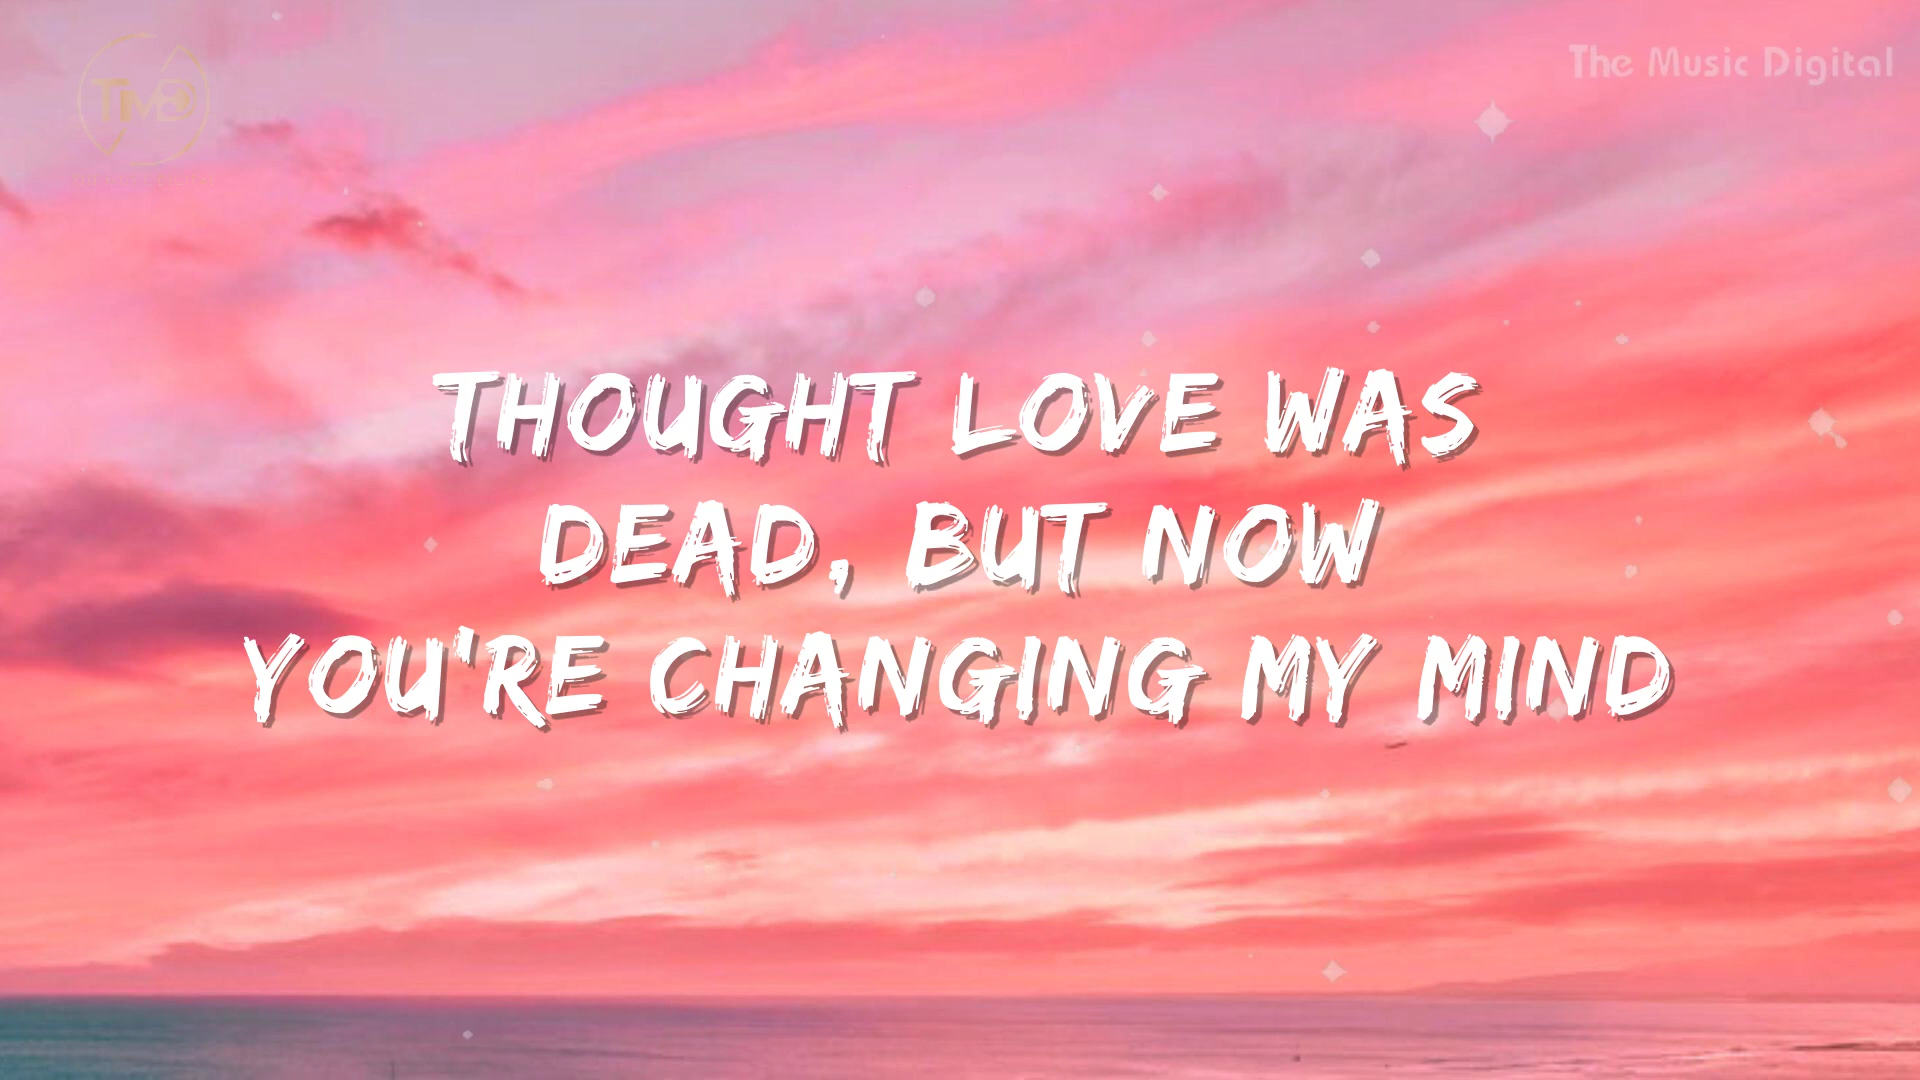 The Music Digital
THOUGHT LOVE WAS
DEAD, BUT NOW
YOU'RE CHANGING MY MIND